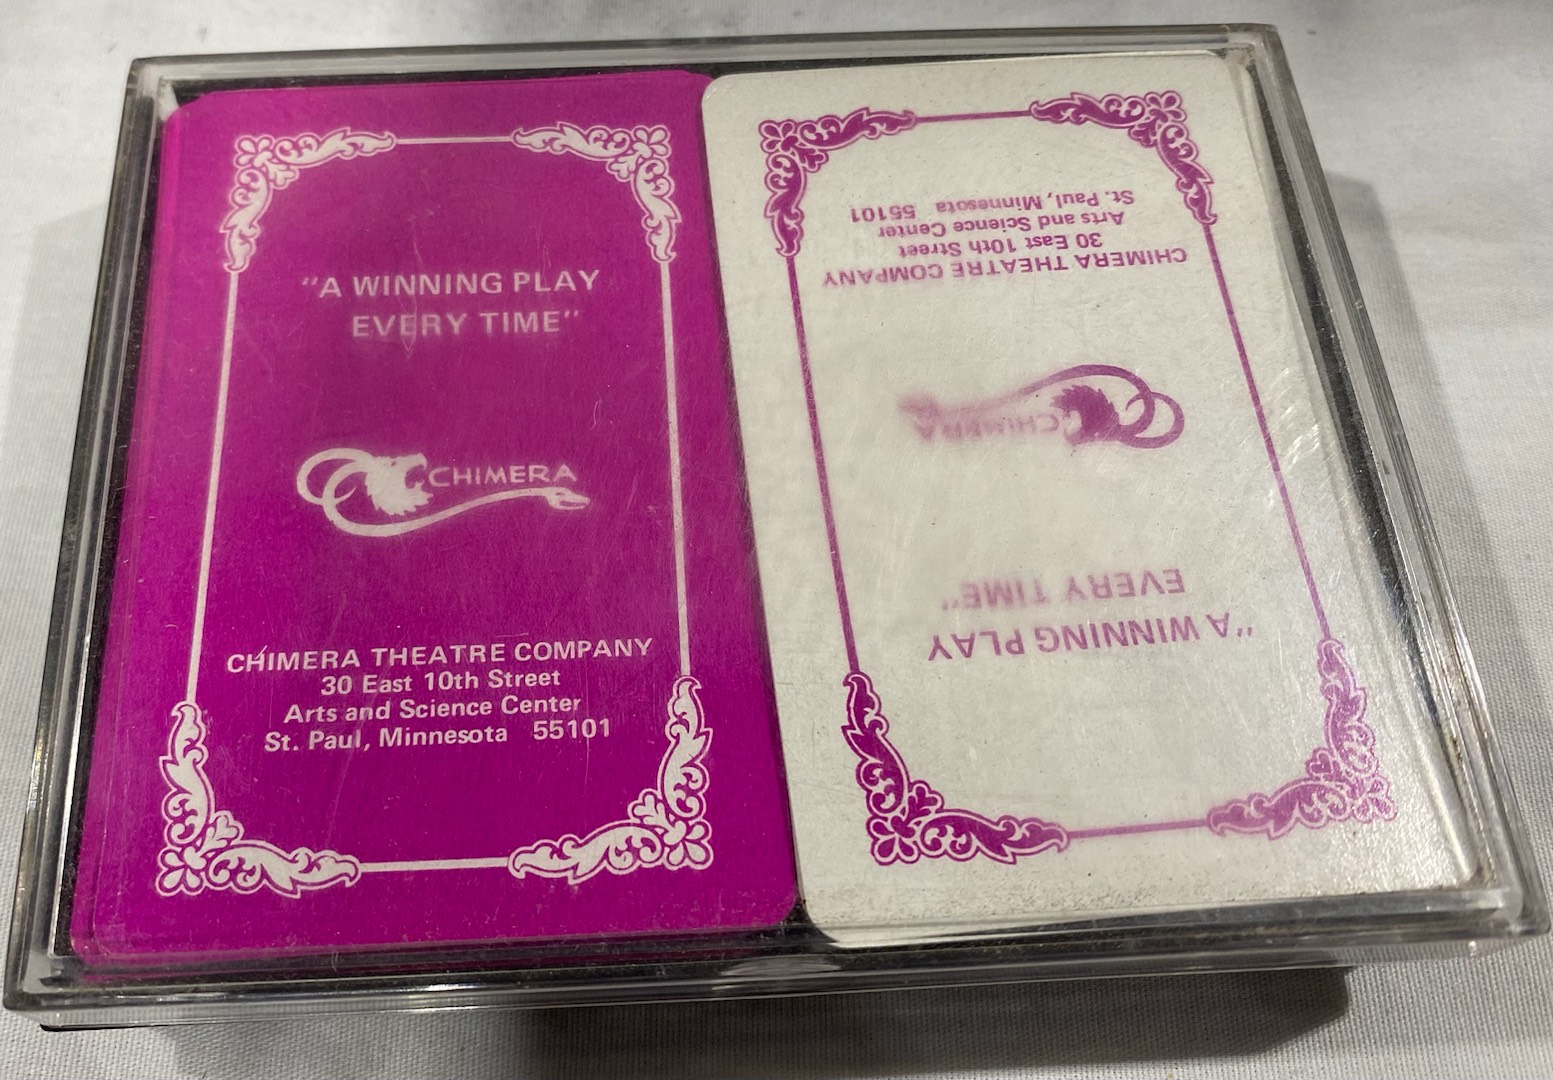 "A WINNING PLAY
EVERY TIME"
CHIMERA
CHIMERA THEATRE COMPANY
30 East 10th Street
Arts and Science Center
St. Paul, Minnesota 55101
"A WINNING PLAY
EVERY TIME"
CHIMERA
CHIMERA THEATRE COMPANY
30 East 10th Street
Arts and Science Center
St. Paul, Minnesota 55101